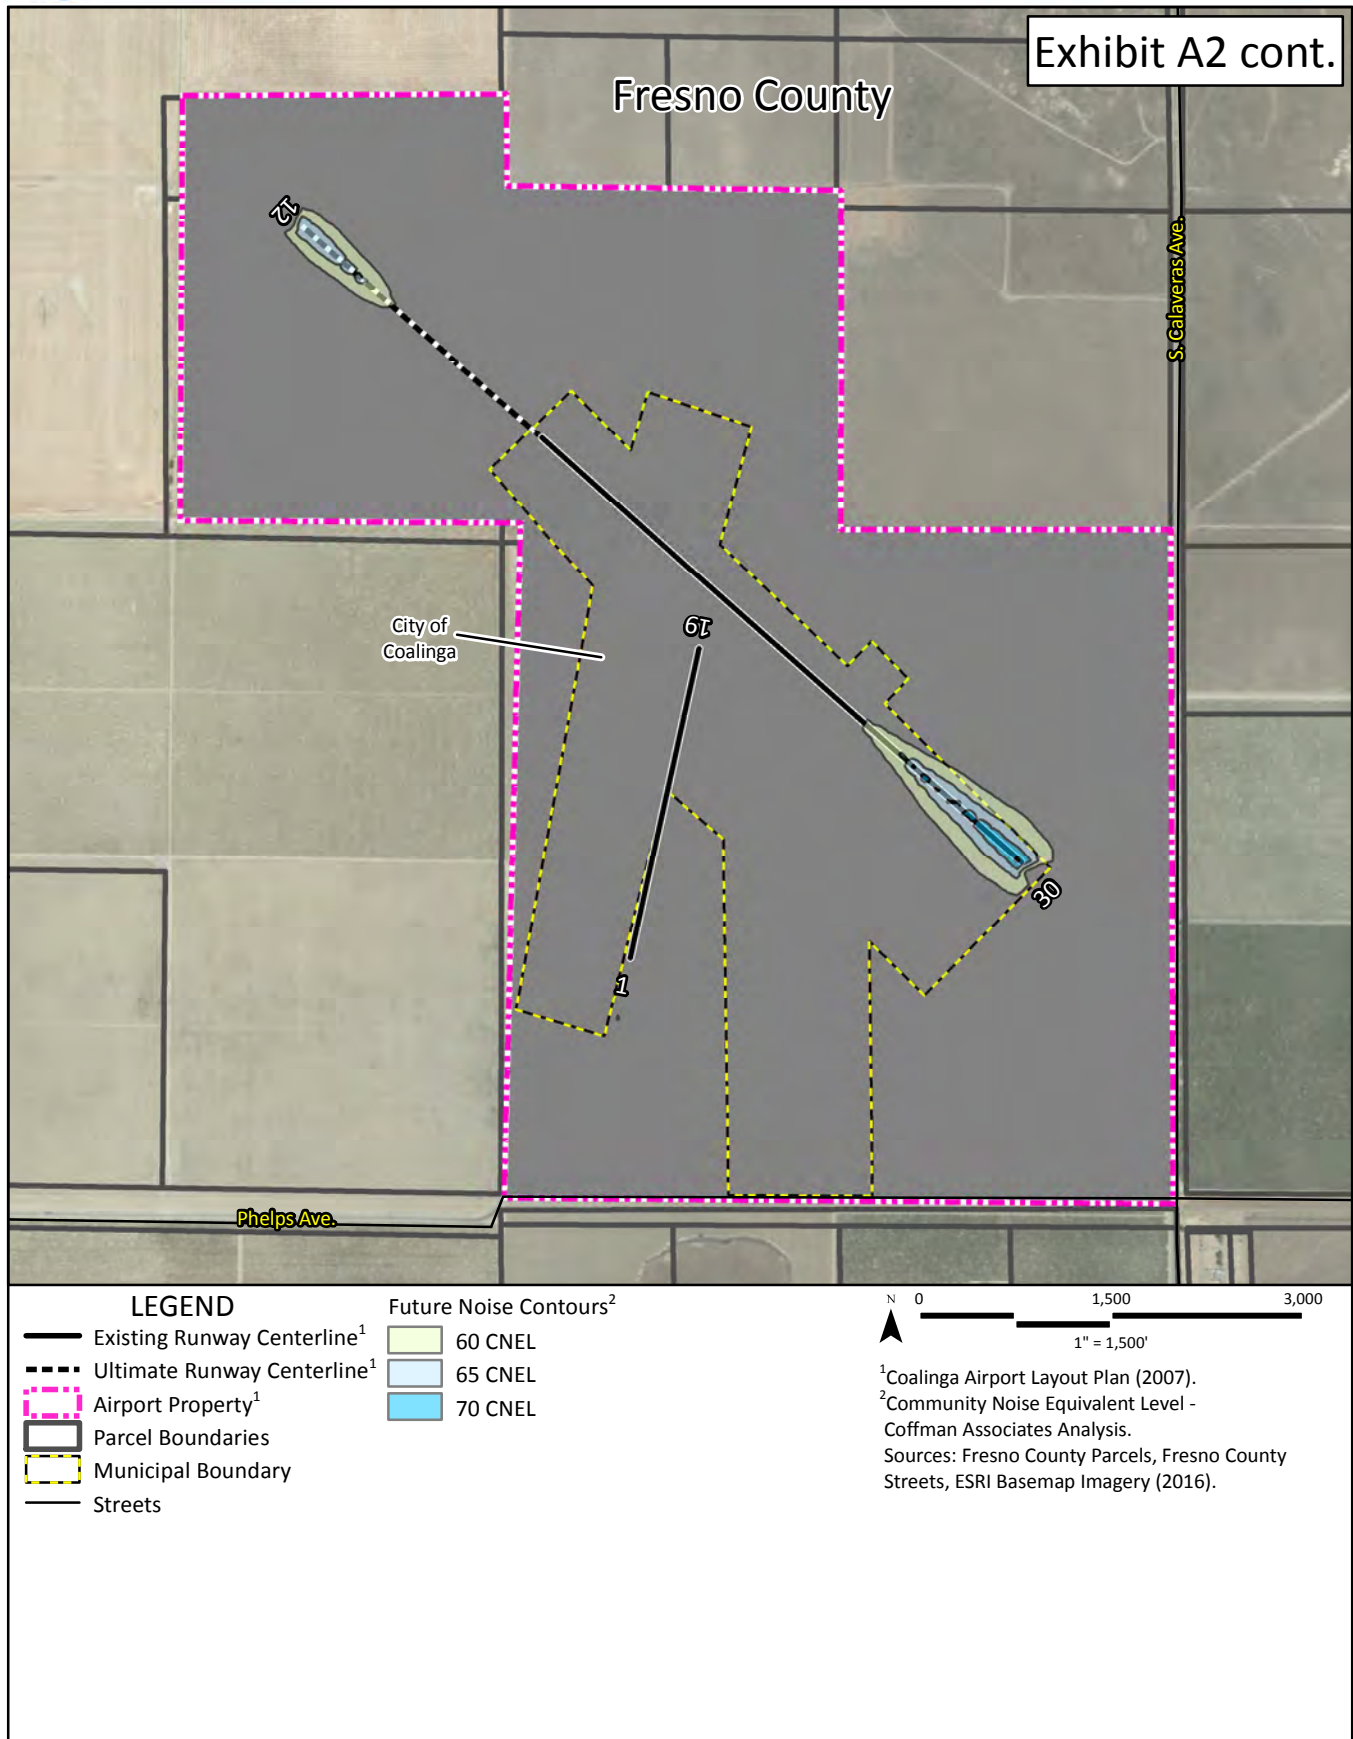 Exhibit A2 cont.
Fresno County
12
S. Calaveras Ave.
City of
Coalinga
19
30
1
Phelps Ave.
LEGEND
Existing Runway Centerline1
Ultimate Runway Centerline1
Airport Property1
Parcel Boundaries
Municipal Boundary
Streets
Future Noise Contours2
60 CNEL
65 CNEL
70 CNEL
N
0 1,500 3,000
1" = 1,500'
1Coalinga Airport Layout Plan (2007).
2Community Noise Equivalent Level -
Coffman Associates Analysis.
Sources: Fresno County Parcels, Fresno County
Streets, ESRI Basemap Imagery (2016).